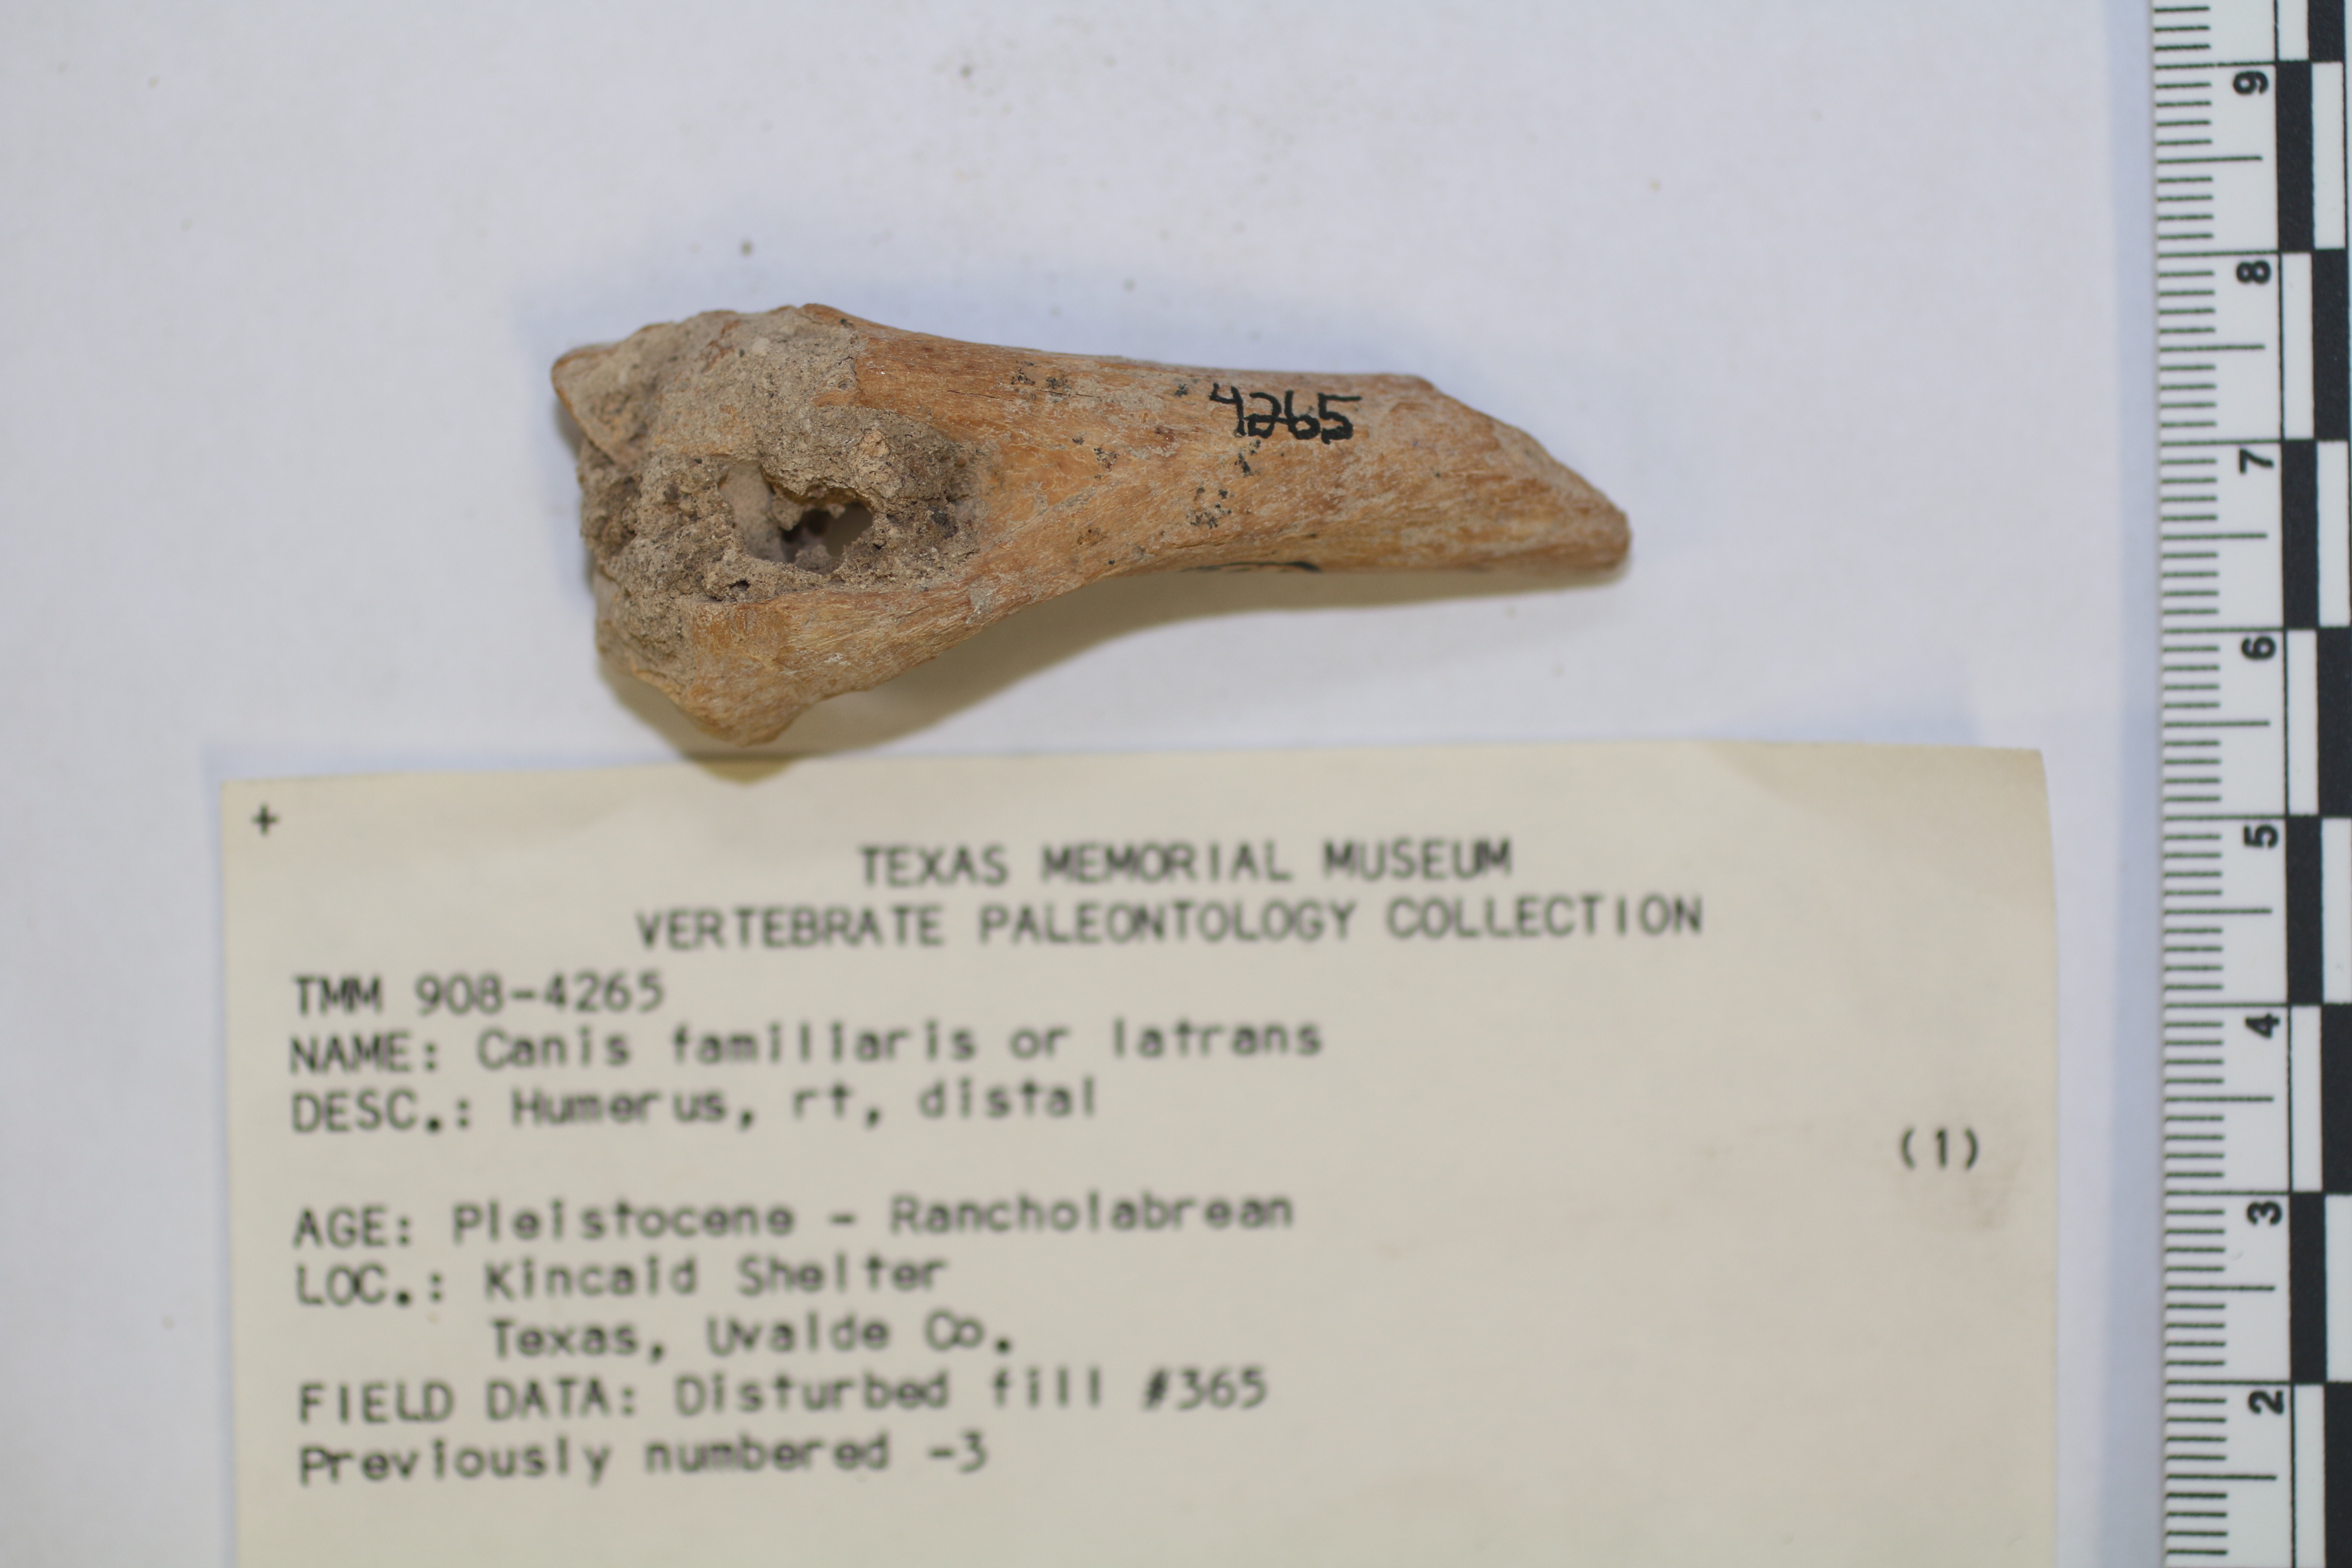 9
8
4265
7
6
5
+
TEXAS MEMORIAL MUSEUM
VERTEBRATE PALEONTOLOGY COLLECTION
TMM 908-4265
NAME: Canis familiaris or latrans
DESC.: Humerus, rt, distal
(1)
4
AGE: Pleistocene - Rancholabrean
3
LOC.: Kincaid Shelter
Texas, Uvalde Co.
FIELD DATA: Disturbed fill #365
2
Previously numbered -3